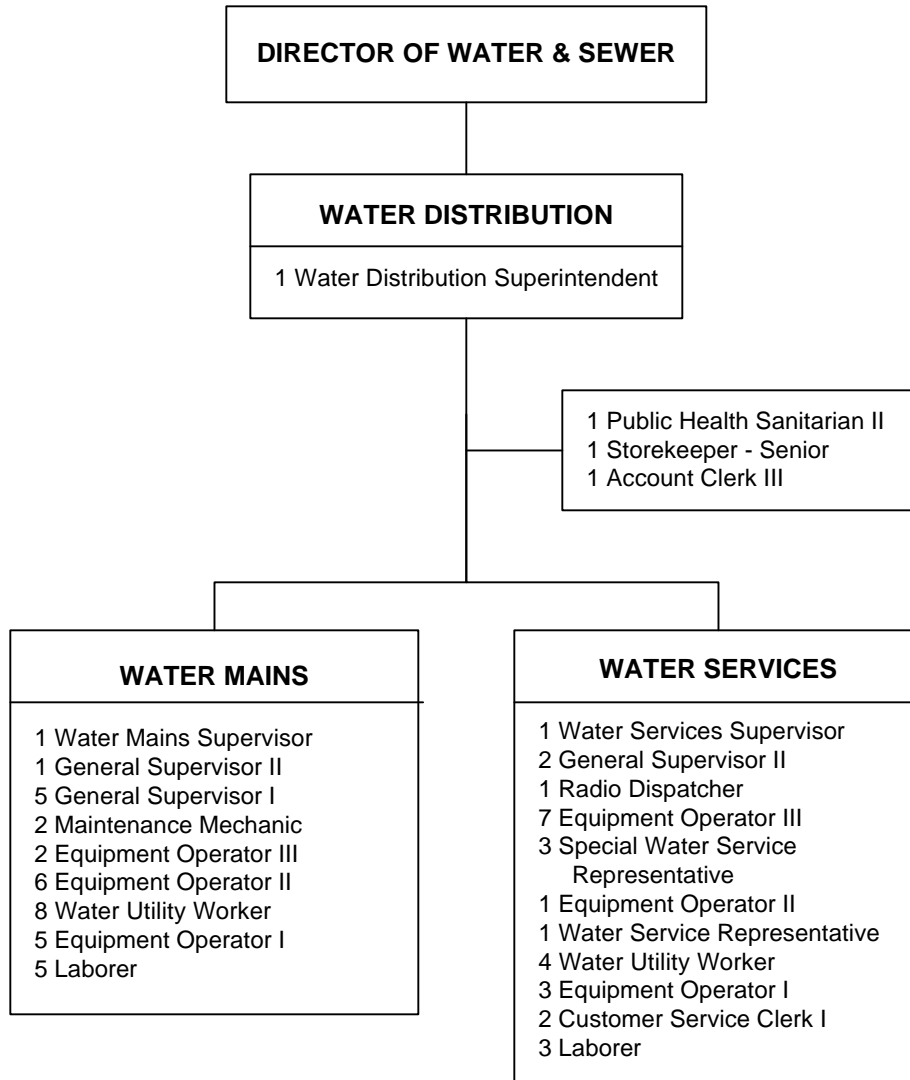 DIRECTOR OF WATER & SEWER
WATER DISTRIBUTION
1 Water Distribution Superintendent
1 Public Health Sanitarian II
1 Storekeeper - Senior
1 Account Clerk III
WATER MAINS
1 Water Mains Supervisor
1 General Supervisor II
5 General Supervisor I
2 Maintenance Mechanic
2 Equipment Operator III
6 Equipment Operator II
8 Water Utility Worker
5 Equipment Operator I
5 Laborer
WATER SERVICES
1 Water Services Supervisor
2 General Supervisor II
1 Radio Dispatcher
7 Equipment Operator III
3 Special Water Service
Representative
1 Equipment Operator II
1 Water Service Representative
4 Water Utility Worker
3 Equipment Operator I
2 Customer Service Clerk I
3 Laborer